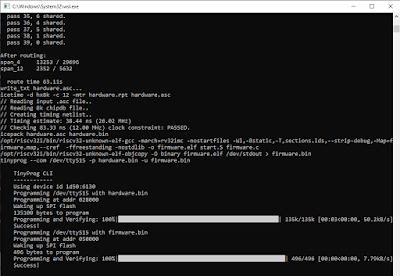 C:\Windows\System32\wsl.exe
pass 35, 6 shared.
pass 36, 4 shared.
pass 37, 5 shared.
pass 38, 1 shared.
pass 39, 0 shared.
After routing:
span_4 13253 / 29696
span_12 2352 / 5632
route time 63.11s
write_txt hardware.asc...
icetime -d hx8k -c 12 -mtr hardware.rpt hardware.asc
// Reading input .asc file..
// Reading 8k chipdb file..
// Creating timing netlist..
// Timing estimate: 38.44 ns (26.02 MHz)
// Checking 83.33 ns (12.00 MHz) clock constraint: PASSED.
icepack hardware.asc hardware.bin
/opt/riscv32i/bin/riscv32-unknown-elf-gcc -march=rv32imc -nostartfiles -Wl,-Bstatic,-T,sections.lds,--strip-debug,-Map=f
irmware.map,--cref -ffreestanding -nostdlib -o firmware.elf start.S firmware.c
/opt/riscv32i/bin/riscv32-unknown-elf-objcopy -O binary firmware.elf /dev/stdout > firmware.bin
tinyprog --com /dev/ttyS15 -p hardware.bin -u firmware.bin
TinyProg CLI
------------
Using device id 1d50:6130
Programming /dev/ttyS15 with hardware.bin
Programming at addr 028000
Waking up SPI flash
135100 bytes to program
Programming and Verifying: 100% 135k/135k [00:03<00:00, 50.2kB/s]
Success!
Programming /dev/ttyS15 with firmware.bin
Programming at addr 050000
Waking up SPI flash
496 bytes to program
Programming and Verifying: 100% 496/496 [00:00<00:00, 7.79kB/s]
Success!